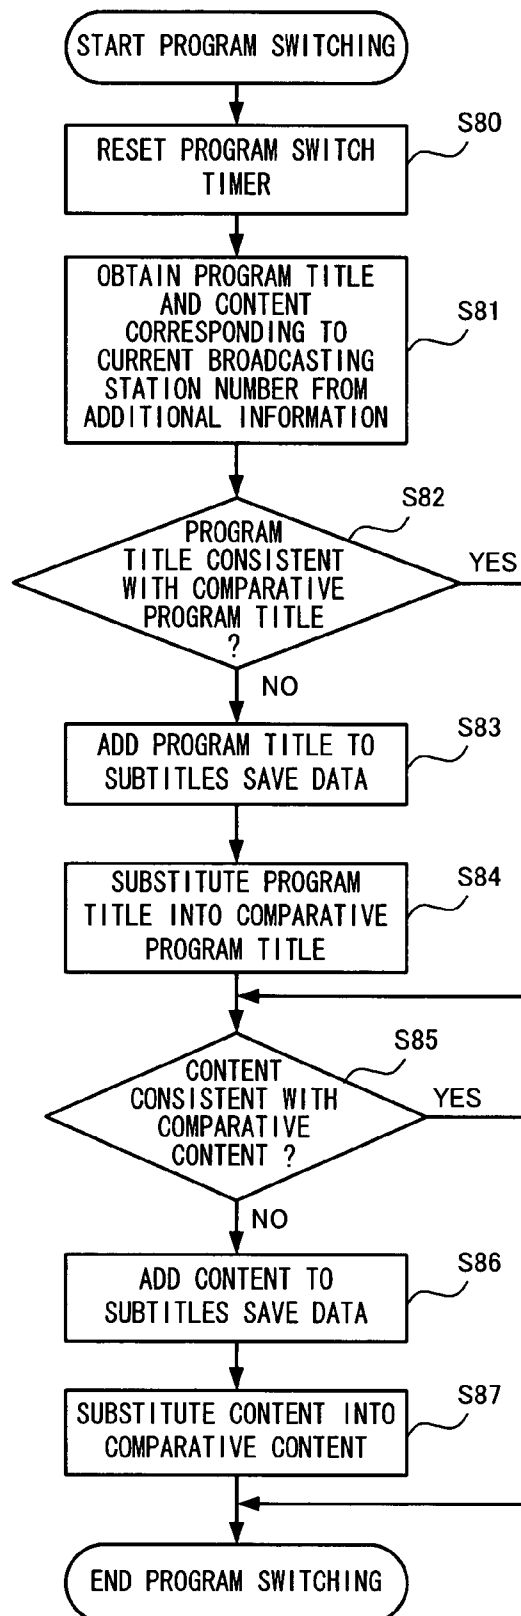 START PROGRAM SWITCHING
S80
RESET PROGRAM SWITCH
TIMER
S81
OBTAIN PROGRAM TITLE
AND CONTENT
CORRESPONDING TO
CURRENT BROADCASTING
STATION NUMBER FROM
ADDITIONAL INFORMATION
S82
PROGRAM
TITLE CONSISTENT
WITH COMPARATIVE
PROGRAM TITLE
?
YES
NO
S83
ADD PROGRAM TITLE TO
SUBTITLES SAVE DATA
S84
SUBSTITUTE PROGRAM
TITLE INTO COMPARATIVE
PROGRAM TITLE
S85
CONTENT
CONSISTENT WITH
COMPARATIVE
CONTENT ?
YES
NO
S86
ADD CONTENT TO
SUBTITLES SAVE DATA
S87
SUBSTITUTE CONTENT INTO
COMPARATIVE CONTENT
END PROGRAM SWITCHING